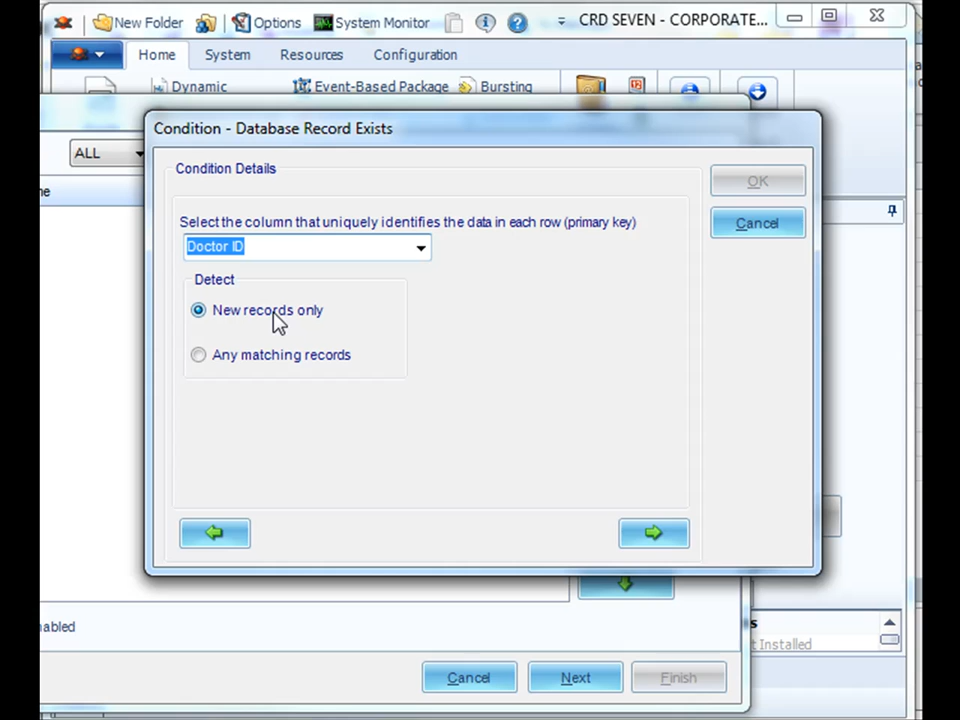 New Folder Options System Monitor CRD SEVEN - CORPORATE...
Home System Resources Configuration
Dynamic Event-Based Package Bursting
Condition - Database Record Exists
ALL
Condition Details
OK
me
Select the column that uniquely identifies the data in each row (primary key)
Cancel
Doctor ID
Detect
New records only
Any matching records
nabled
s
t Installed
Cancel Next Finish